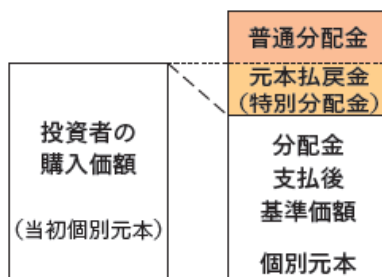 普通分配金
元本払戻金
(特別分配金)
投資者の
購入価額
(当初個別元本)
分配金
支払後
基準価額
個別元本